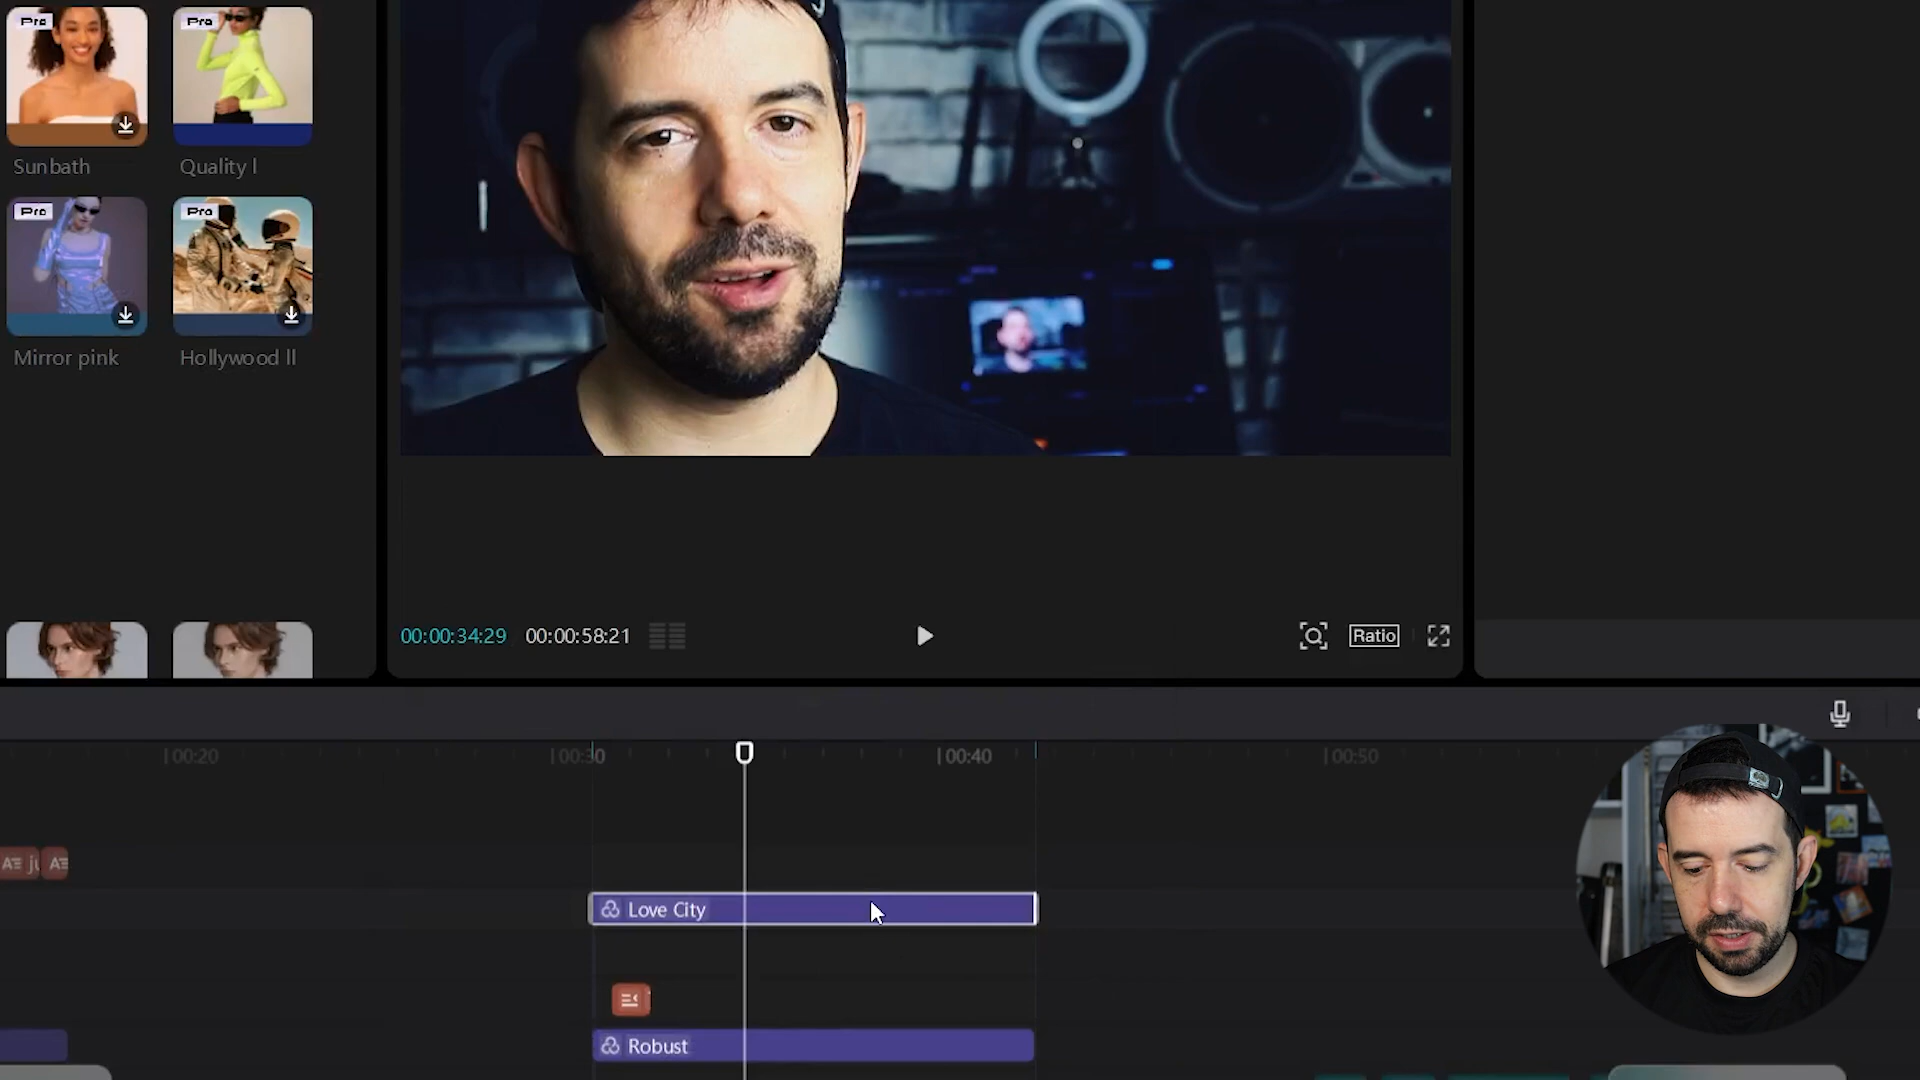 Pro
Pro
Sunbath
Quality I
Pro
Pro
Mirror pink
Hollywood II
00:00:34:29 00:00:58:21
Ratio
00:20
00:30
00:40
00:50
Love City
Robust